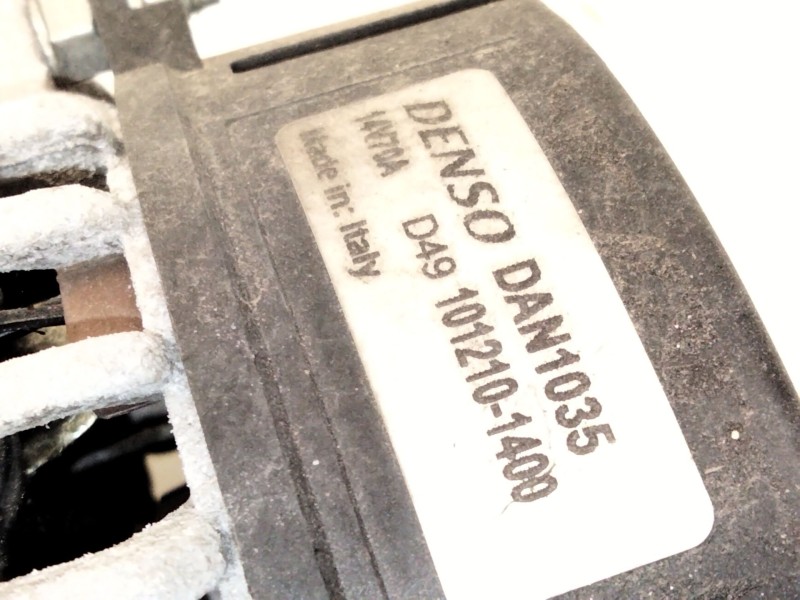 DENSO DAN1035
14V70A D49 101210-1400
Made in: Italy